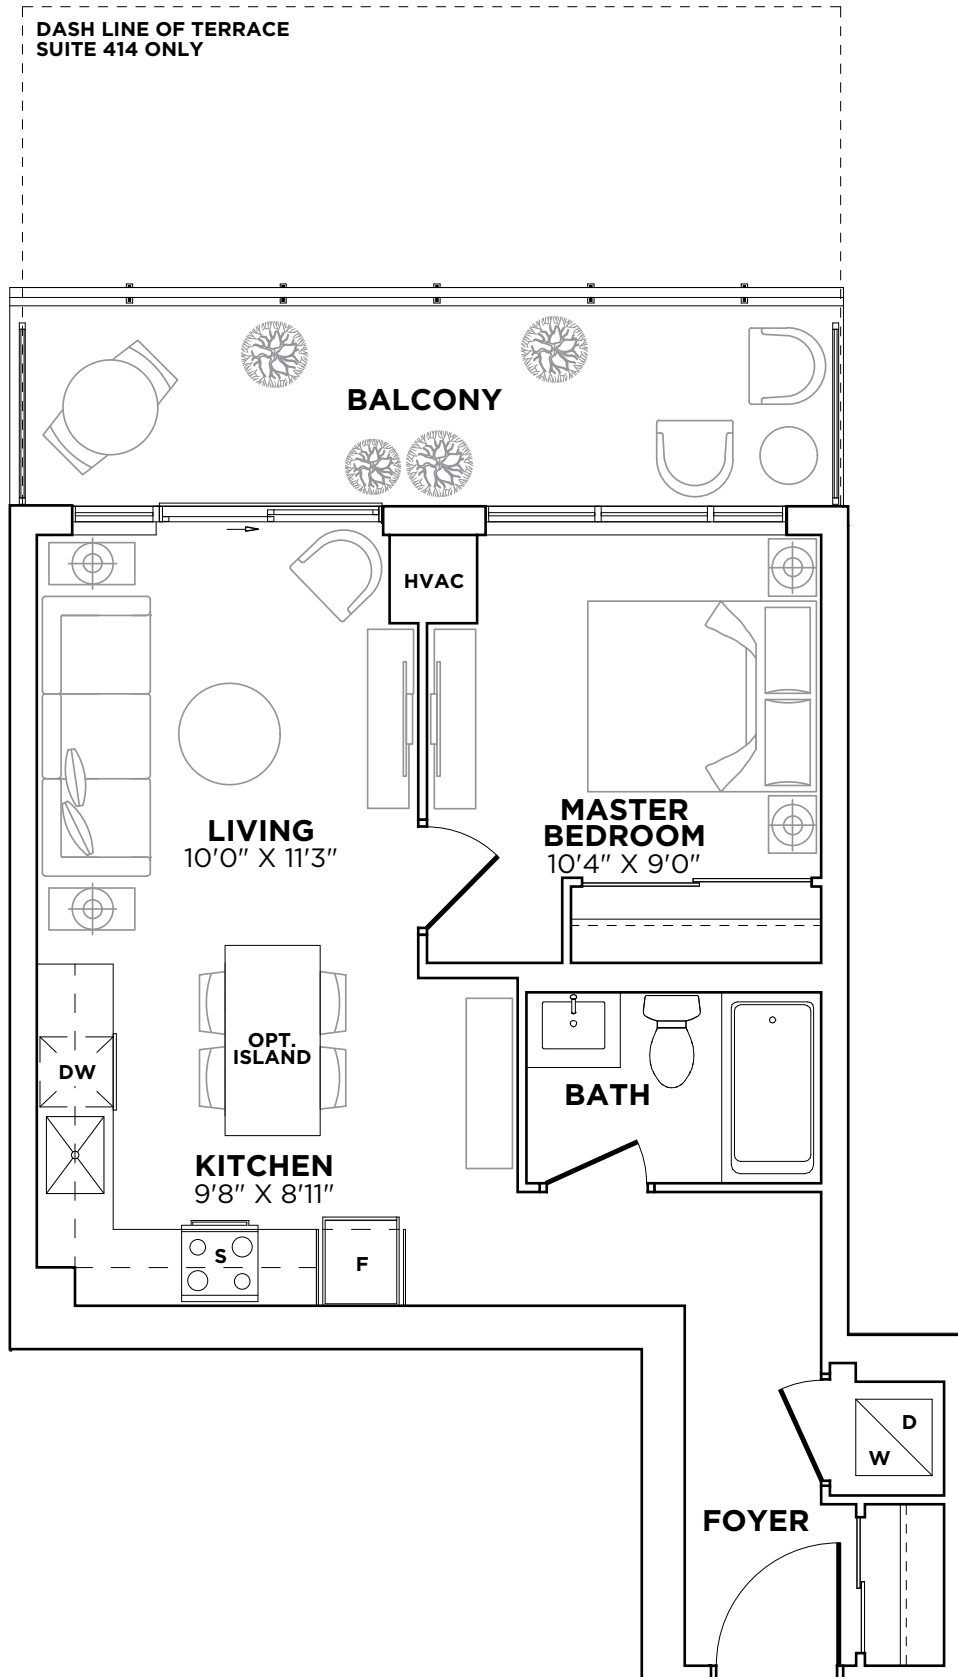 DASH LINE OF TERRACE
SUITE 414 ONLY
BALCONY
HVAC
LIVING
10'0" X 11'3"
MASTER
BEDROOM
10'4" X 9'0"
OPT.
ISLAND
DW
BATH
KITCHEN
9'8" X 8'11"
S
F
D
W
FOYER